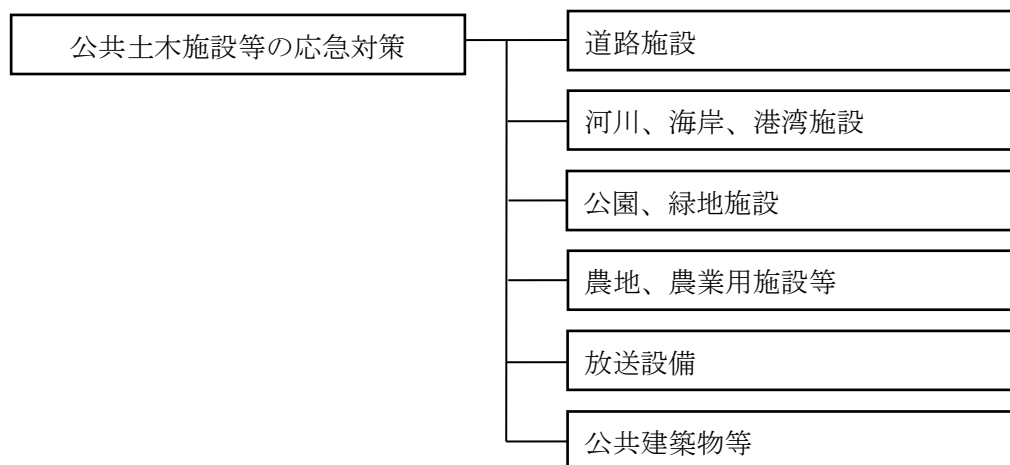 公共土木施設等の応急対策
道路施設
河川、海岸、港湾施設
公園、緑地施設
農地、農業用施設等
放送設備
公共建築物等